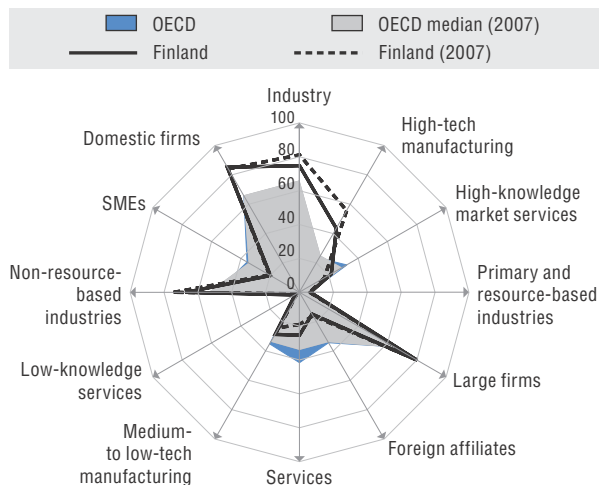 OECD
OECD median (2007)
Finland
Finland (2007)
Industry
100
80
60
40
20
0
High-tech
manufacturing
High-knowledge
market services
Primary and
resource-based
industries
Large firms
Foreign affiliates
Services
Medium-
to low-tech
manufacturing
Low-knowledge
services
Non-resource-
based
industries
SMEs
Domestic firms